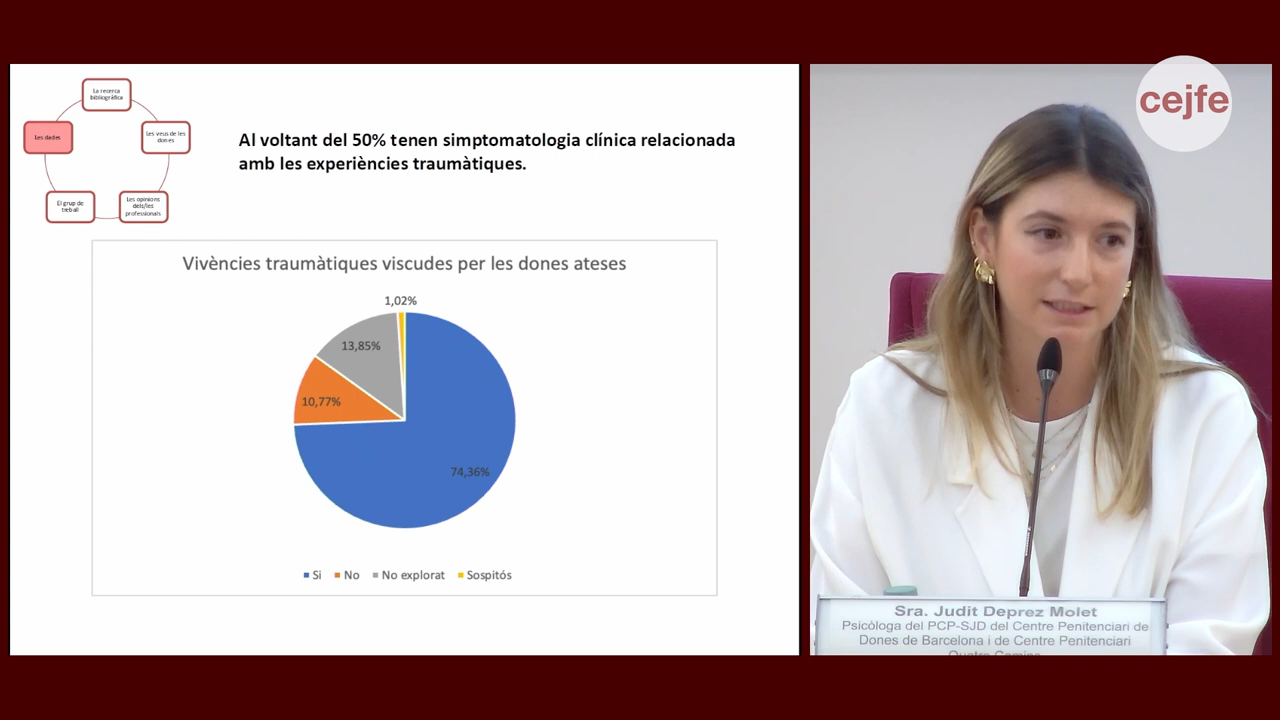 La recerca
bibliogràfica
Les dades
Les veus de les
dones
El grup de
treball
Les opinions
dels/les
professionals
Al voltant del 50% tenen simptomatologia clínica relacionada
amb les experiències traumàtiques.
Vivències traumàtiques viscudes per les dones ateses
1,02%
13,85%
10,77%
74,36%
Si No No explorat Sospitós
cejfe
Sra. Judit Deprez Molet
Psicòloga del PCP-SJD del Centre Penitenciari de
Dones de Barcelona i de Centre Penitenciari
Quatre Camins